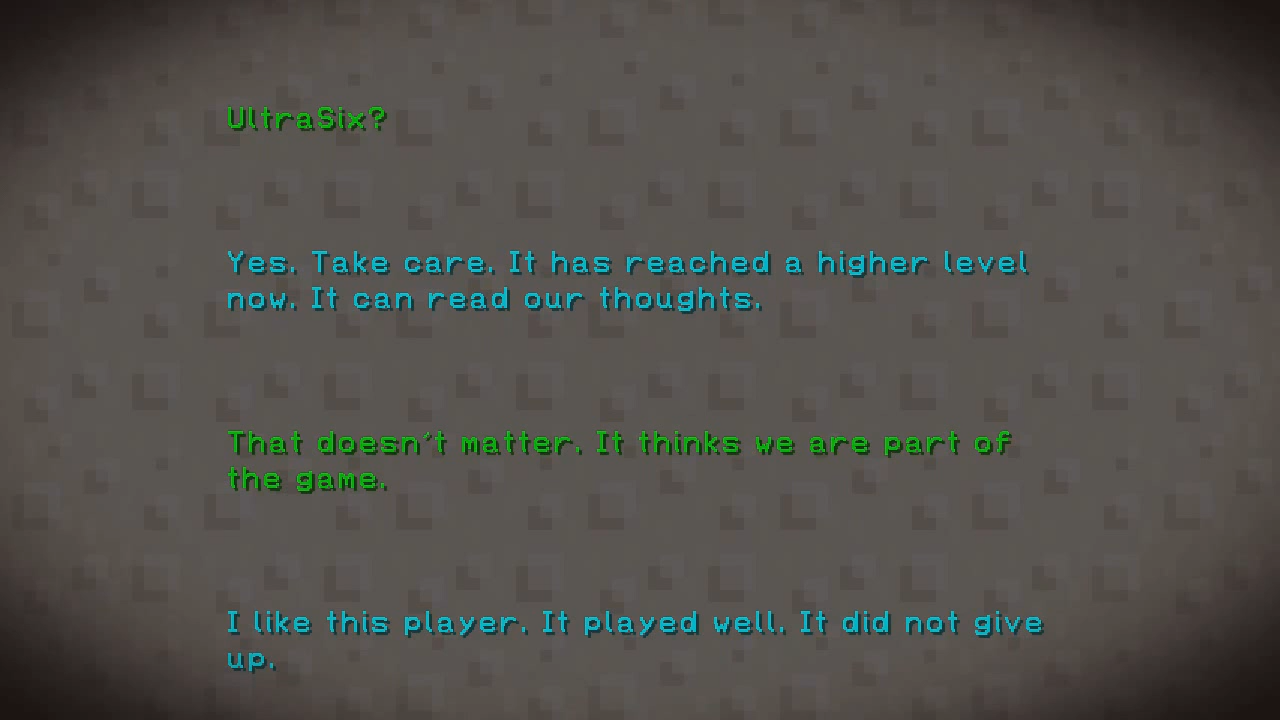 UltraSix?
Yes. Take care. It has reached a higher level
now. It can read our thoughts.
That doesn't matter. It thinks we are part of
the game.
I like this player. It played well. It did not give
up.